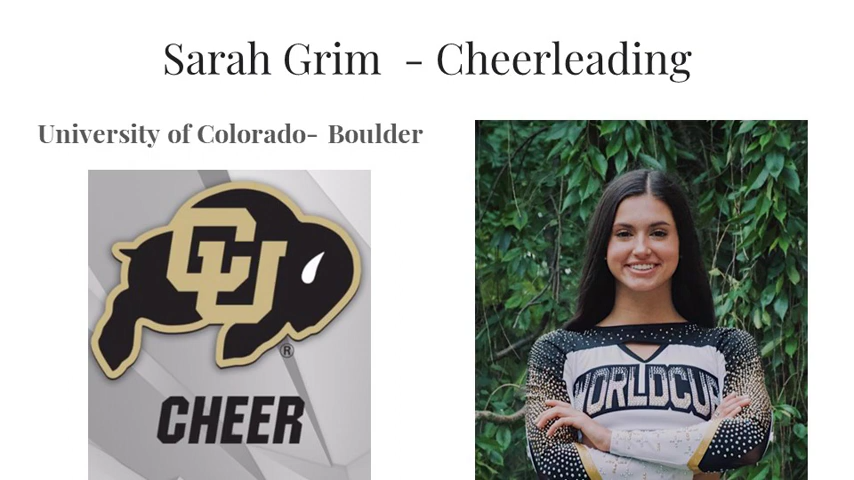 Sarah Grim - Cheerleading
University of Colorado- Boulder
CU
®
CHEER
WORLDCUP